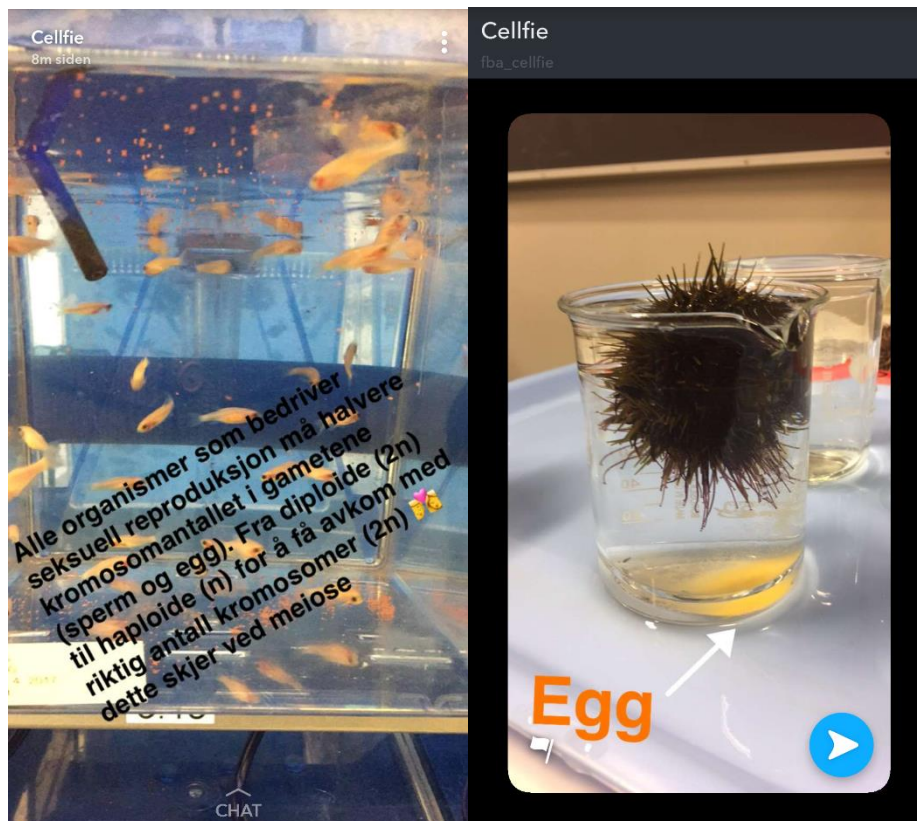 Cellfie
8m siden
Alle organismer som bedriver
seksuell reproduksjon må halvere
kromosomantallet i gametene
(sperm og egg). Fra diploide (2n)
til haploide (n) for å få avkom med
riktig antall kromosomer (2n)
dette skjer ved meiose
CHAT
Cellfie
fba_cellfie
Egg